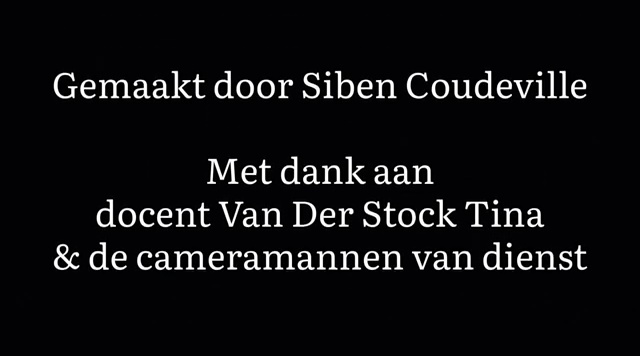 Gemaakt door Siben Coudeville
Met dank aan
docent Van Der Stock Tina
& de cameramannen van dienst